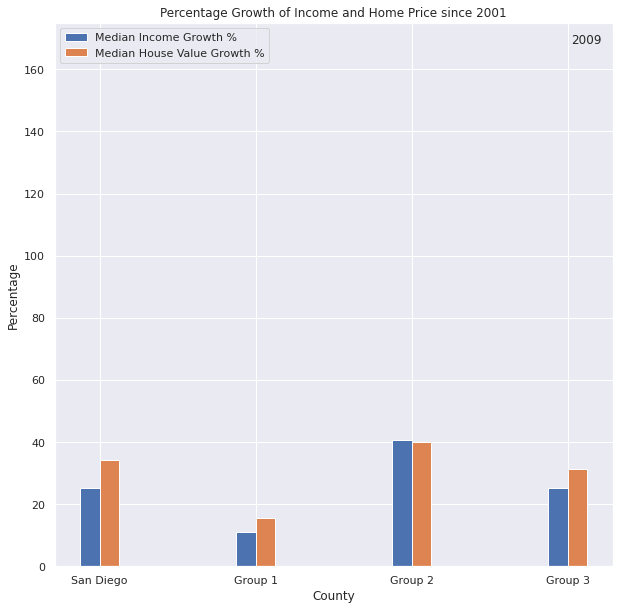 Percentage Growth of Income and Home Price since 2001
Median Income Growth %
Median House Value Growth %
2009
160
140
120
100
80
60
40
20
0
Percentage
San Diego
Group 1
Group 2
Group 3
County